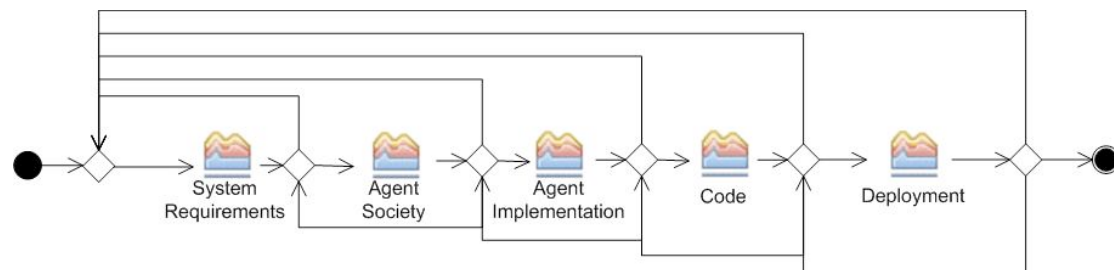 System
Requirements
Agent
Society
Agent
Implementation
Code
Deployment